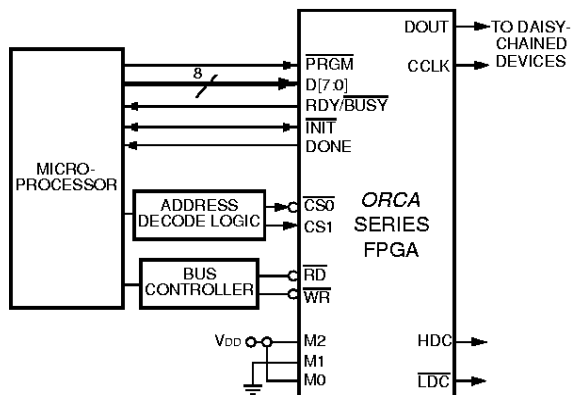 MICRO-
PROCESSOR
8
ADDRESS
DECODE LOGIC
BUS
CONTROLLER
VDD
PRGM
D[7:0]
RDY/BUSY
INIT
DONE
CS0
CS1
RD
WR
M2
M1
M0
ORCA
SERIES
FPGA
DOUT
CCLK
HDC
LDC
TO DAISY-
CHAINED
DEVICES